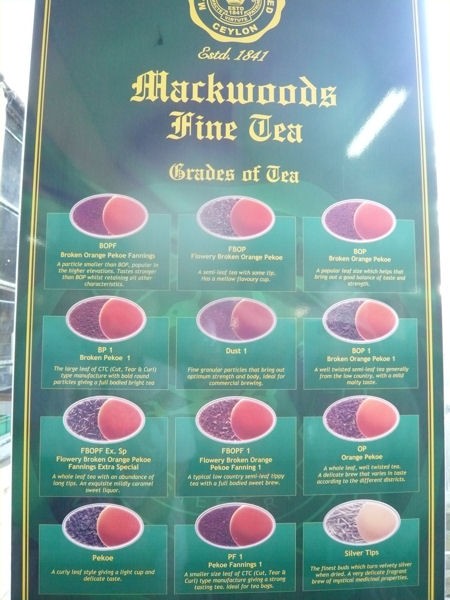 ESTD
1841
VIRTUTE
CEYLON
Estd. 1841
Mackwoods
Fine Tea
Grades of Tea
BOPF
Broken Orange Pekoe Fannings
A particle smaller than BOP, popular in
the higher elevations. Tastes stronger
than BOP whilst retaining all other
characteristics.
FBOP
Flowery Broken Orange Pekoe
A semi-leaf tea with some tip.
Has a mellow flavoury cup.
BOP
Broken Orange Pekoe
A popular leaf size which helps that
bring out a good balance of taste and
strength.
BP 1
Broken Pekoe 1
The large leaf of CTC (Cut, Tear & Curl)
type manufacture with bold round
particles giving a full bodied bright tea
Dust 1
Fine granular particles that bring out
optimum strength and body, ideal for
commercial brewing.
BOP 1
Broken Orange Pekoe 1
A well twisted semi-leaf tea generally
from the low country, with a mild
malty taste.
FBOPF Ex. Sp
Flowery Broken Orange Pekoe
Fannings Extra Special
A whole leaf tea with an abundance of
long tips. An exquisite mildly caramel
sweet liquor.
FBOPF 1
Flowery Broken Orange
Pekoe Fanning 1
A typical low country semi-leaf tippy
tea with a full bodied sweet brew.
OP
Orange Pekoe
A whole leaf, well twisted tea.
A delicate brew that varies in taste
according to the different districts.
Pekoe
A curly leaf style giving a light cup and
delicate taste.
PF 1
Pekoe Fannings 1
A smaller size leaf of CTC (Cut, Tear &
Curl) type manufacture giving a strong
tasting tea. Ideal for tea bags.
Silver Tips
The finest buds which turn velvety silver
when dried. A very delicate fragrant
brew of mystical medicinal properties.